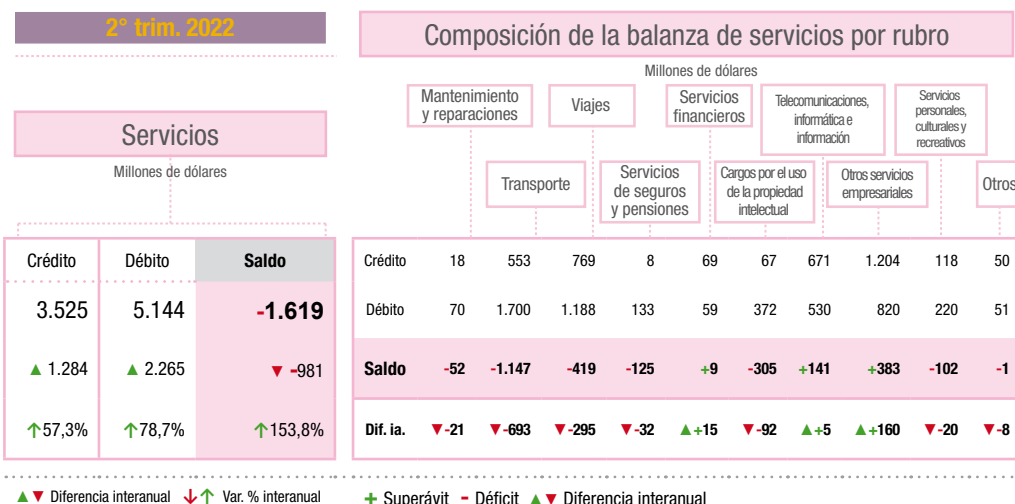 2° trim. 2022
Composición de la balanza de servicios por rubro
Millones de dólares
Mantenimiento
y reparaciones
Viajes
Servicios
financieros
Telecomunicaciones,
informática e
información
Servicios
personales,
culturales y
recreativos
Servicios
Millones de dólares
Transporte
Servicios
de seguros
y pensiones
Cargos por el uso
de la propiedad
intelectual
Otros servicios
empresariales
Otros
Crédito Débito Saldo
3.525 5.144 -1.619
▲ 1.284 ▲ 2.265 ▼ -981
↑57,3% ↑78,7% ↑153,8%
Crédito 18 553 769 8 69 67 671 1.204 118 50
Débito 70 1.700 1.188 133 59 372 530 820 220 51
Saldo -52 -1.147 -419 -125 +9 -305 +141 +383 -102 -1
Dif. ia. ▼-21 ▼-693 ▼-295 ▼-32 ▲+15 ▼-92 ▲+5 ▲+160 ▼-20 ▼-8
▲▼ Diferencia interanual ↓↑ Var. % interanual
+ Superávit - Déficit ▲▼ Diferencia interanual